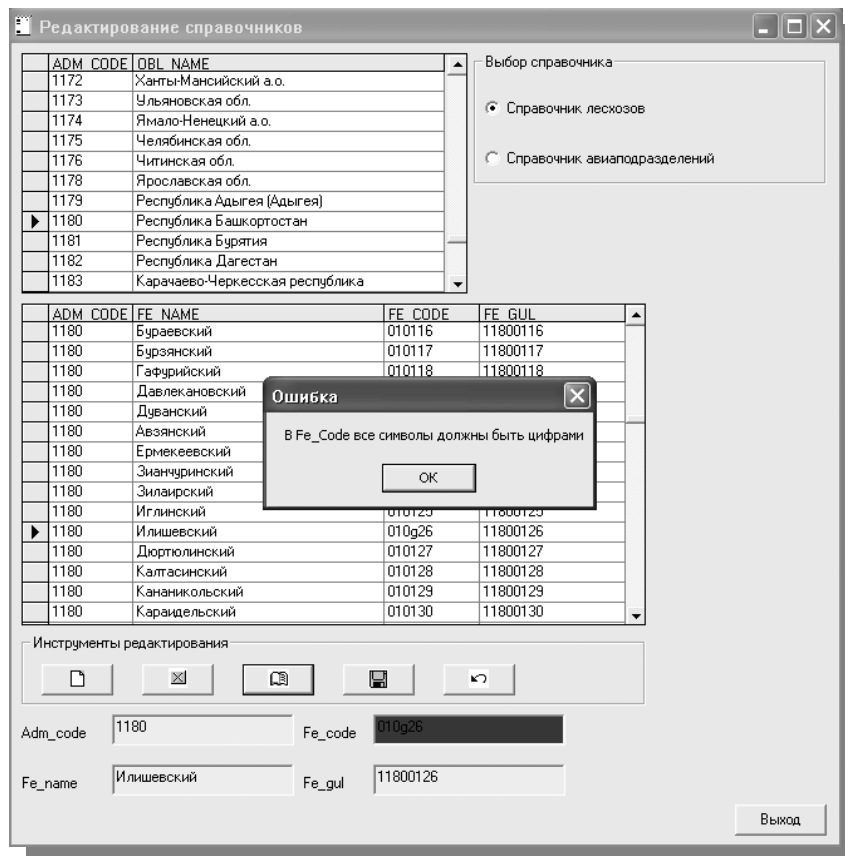 Редактирование справочников
ADM_CODE OBL_NAME
1172 Ханты-Мансийский а.о.
1173 Ульяновская обл.
1174 Ямало-Ненецкий а.о.
1175 Челябинская обл.
1176 Читинская обл.
1178 Ярославская обл.
1179 Республика Адыгея (Адыгея)
1180 Республика Башкортостан
1181 Республика Бурятия
1182 Республика Дагестан
1183 Карачаево-Черкесская республика
Выбор справочника
Справочник лесхозов
Справочник авиаподразделений
ADM_CODE FE_NAME FE_CODE FE_GUL
1180 Бураевский 010116 11800116
1180 Бурзянский 010117 11800117
1180 Гафурийский 010118 11800118
1180 Давлекановский
1180 Дуванский
1180 Авзянский
1180 Ермекеевский
1180 Зианчуринский
1180 Зилаирский
1180 Иглинский 010125 11800125
1180 Илишевский 010g26 11800126
1180 Дюртюлинский 010127 11800127
1180 Калтасинский 010128 11800128
1180 Кананикольский 010129 11800129
1180 Караидельский 010130 11800130
Ошибка
В Fe_Code все символы должны быть цифрами
ОК
Инструменты редактирования
Adm_code 1180 Fe_code 010g26
Fe_name Илишевский Fe_gul 11800126
Выход